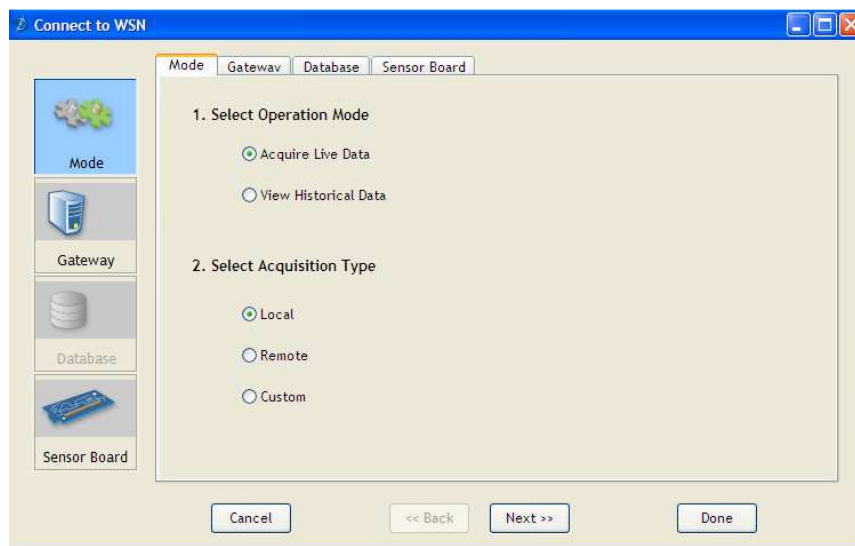 Connect to WSN
Mode Gateway Database Sensor Board
Mode
Gateway
Database
Sensor Board
1. Select Operation Mode
Acquire Live Data
View Historical Data
2. Select Acquisition Type
Local
Remote
Custom
Cancel << Back Next >> Done